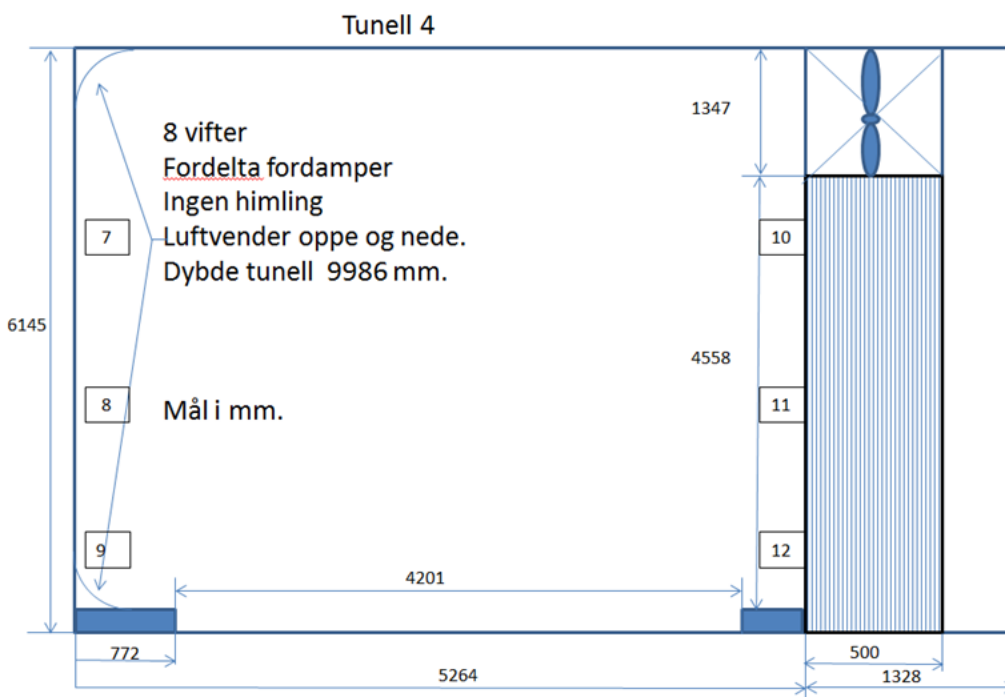 Tunell 4
1347
8 vifter
Fordelta fordamper
Ingen himling
7
Luftvender oppe og nede.
10
Dybde tunell 9986 mm.
6145
4558
8
Mål i mm.
11
9
12
4201
772
500
5264
1328